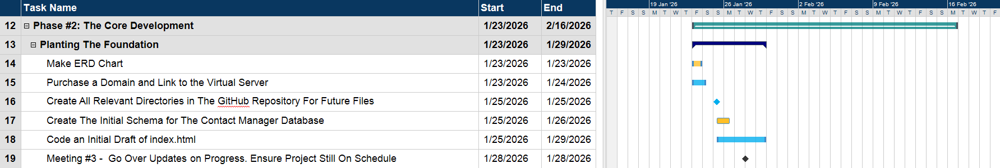 Task Name Start End 19 Jan '26 26 Jan '26 2 Feb '26 9 Feb '26 16 Feb '26
T F S S M T W T F S S M T W T F S S M T W T F S S M T W T F S S M T W T F
12 Phase #2: The Core Development 1/23/2026 2/16/2026
13 Planting The Foundation 1/23/2026 1/29/2026
14 Make ERD Chart 1/23/2026 1/23/2026
15 Purchase a Domain and Link to the Virtual Server 1/23/2026 1/24/2026
16 Create All Relevant Directories in The GitHub Repository For Future Files 1/25/2026 1/25/2026
17 Create The Initial Schema for The Contact Manager Database 1/25/2026 1/26/2026
18 Code an Initial Draft of index.html 1/25/2026 1/29/2026
19 Meeting #3 - Go Over Updates on Progress. Ensure Project Still On Schedule 1/28/2026 1/28/2026